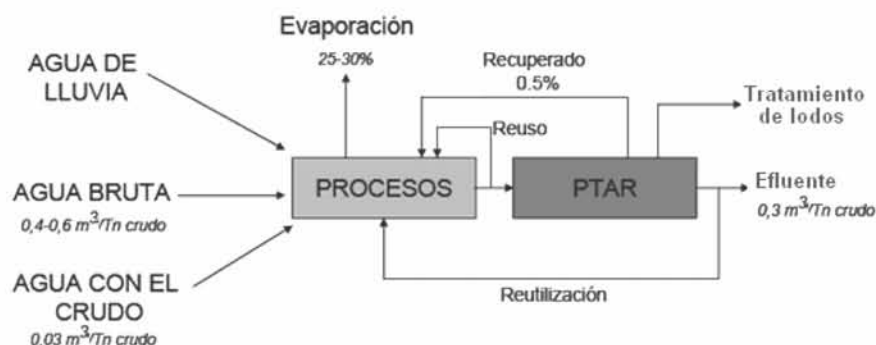 Evaporación
25-30%
AGUA DE
LLUVIA
Recuperado
0.5%
Tratamiento
de lodos
Reuso
AGUA BRUTA
0,4-0,6 m³/Tn crudo
PROCESOS
PTAR
Efluente
0,3 m³/Tn crudo
AGUA CON EL
CRUDO
0,03 m³/Tn crudo
Reutilización